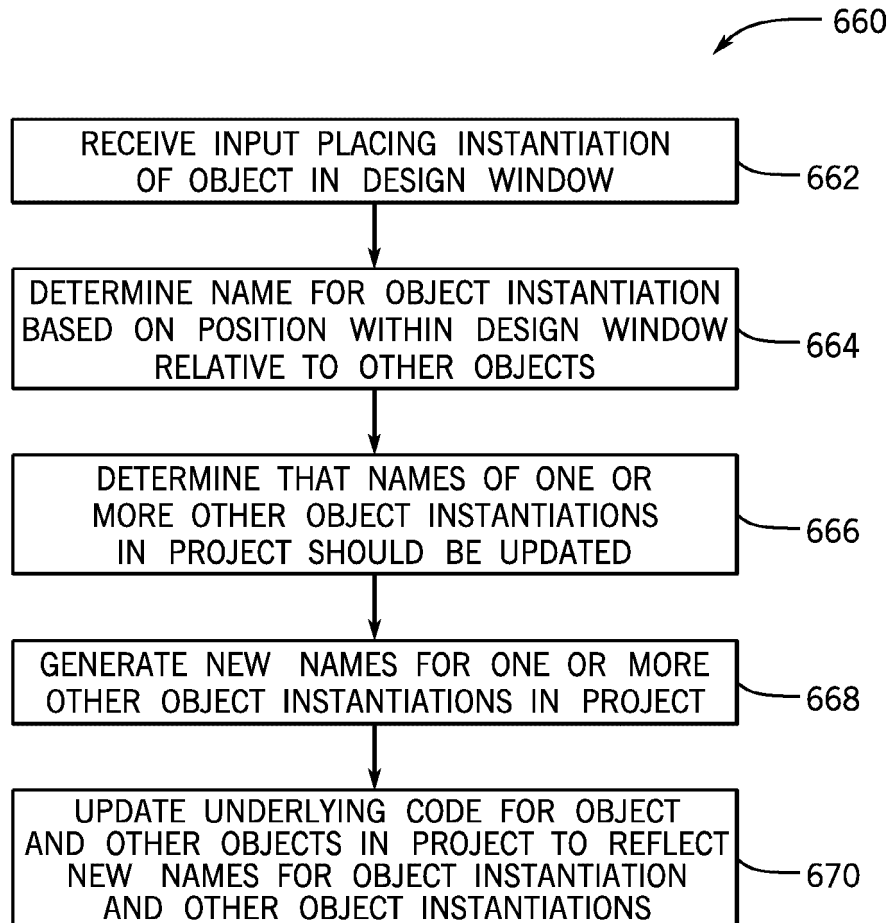 660
RECEIVE INPUT PLACING INSTANTIATION
OF OBJECT IN DESIGN WINDOW
662
DETERMINE NAME FOR OBJECT INSTANTIATION
BASED ON POSITION WITHIN DESIGN WINDOW
RELATIVE TO OTHER OBJECTS
664
DETERMINE THAT NAMES OF ONE OR
MORE OTHER OBJECT INSTANTIATIONS
IN PROJECT SHOULD BE UPDATED
666
GENERATE NEW NAMES FOR ONE OR MORE
OTHER OBJECT INSTANTIATIONS IN PROJECT
668
UPDATE UNDERLYING CODE FOR OBJECT
AND OTHER OBJECTS IN PROJECT TO REFLECT
NEW NAMES FOR OBJECT INSTANTIATION
AND OTHER OBJECT INSTANTIATIONS
670